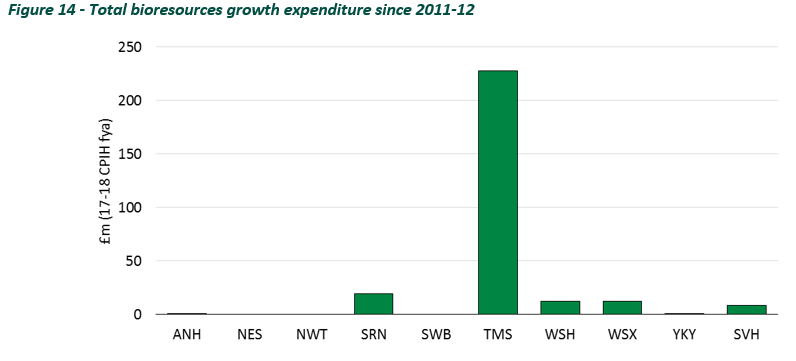 Figure 14 - Total bioresources growth expenditure since 2011-12
250
200
150
100
50
0
£m (17-18 CPIH fya)
ANH NES NWT SRN SWB TMS WSH WSX YKY SVH